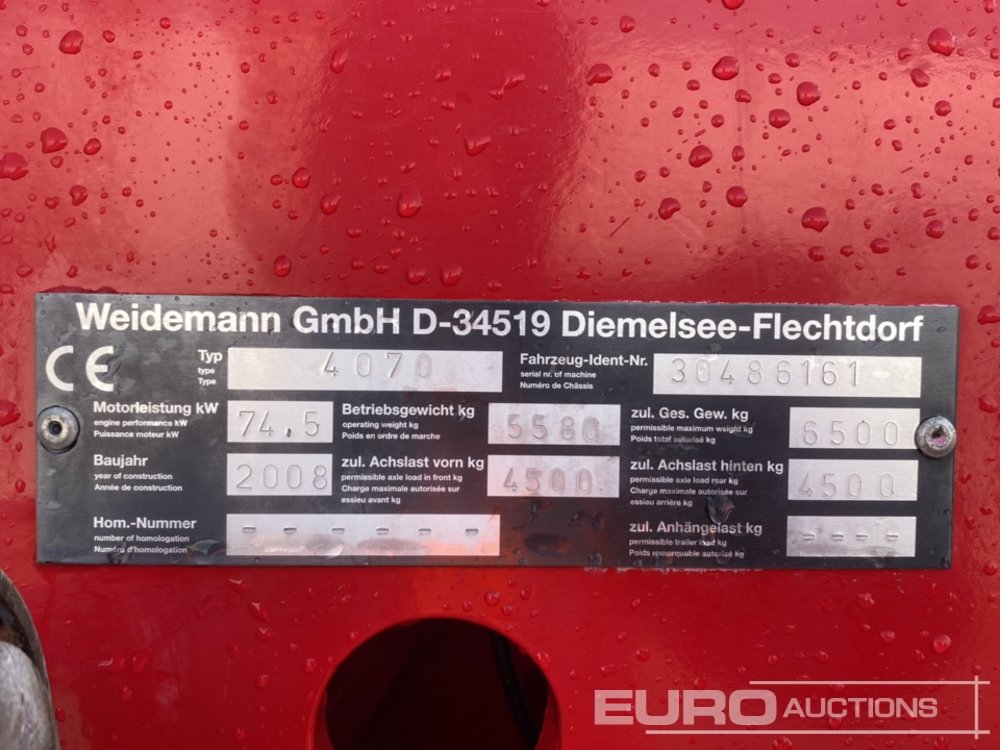 Weidemann GmbH D-34519 Diemelsee-Flechtdorf
CE
Typ
type
Type
4070
Fahrzeug-Ident-Nr.
serial nr. of machine
Numéro de Châssis
30486161
Motorleistung kW
engine performance kW
Puissance moteur kW
74.5
Betriebsgewicht kg
operating weight kg
Poids en ordre de marche
5580
zul. Ges. Gew. kg
permissible maximum weight kg
Poids total autorisé kg
6500
Baujahr
year of construction
Année de construction
2008
zul. Achslast vorn kg
permissible axle load in front kg
Charge maximale autorisée sur
essieu avant kg
4500
zul. Achslast hinten kg
permissible axle load rear kg
Charge maximale autorisée sur
essieu arrière kg
4500
Hom.-Nummer
number of homologation
Numéro d'homologation
- - - - - -
zul. Anhängelast kg
permissible trailer load kg
Poids remorquable autorisé kg
- - - -
EURO AUCTIONS